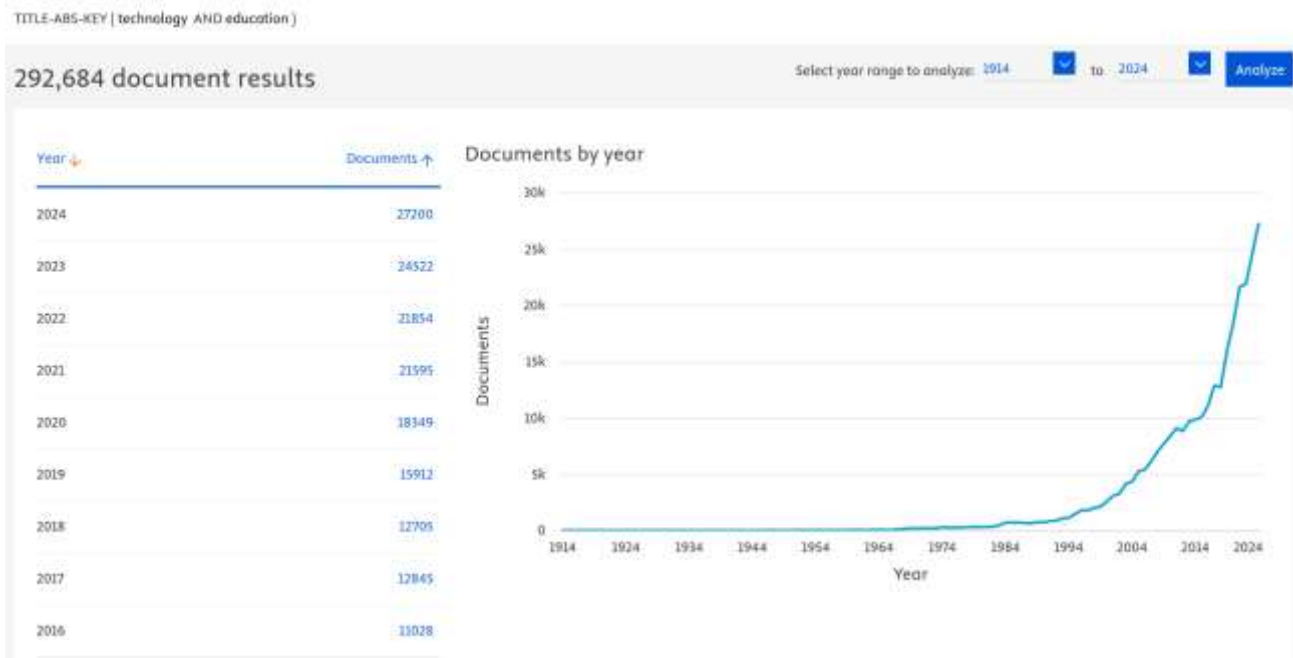 TITLE-ABS-KEY ( technology AND education )
292,684 document results
Select year range to analyze: 1914 to 2024 Analyze
Year Documents
2024 27200
2023 24522
2022 21854
2021 21595
2020 18349
2019 15912
2018 12705
2017 12845
2016 11028
Documents by year
30k
25k
20k
15k
10k
5k
0
Documents
1914 1924 1934 1944 1954 1964 1974 1984 1994 2004 2014 2024
Year